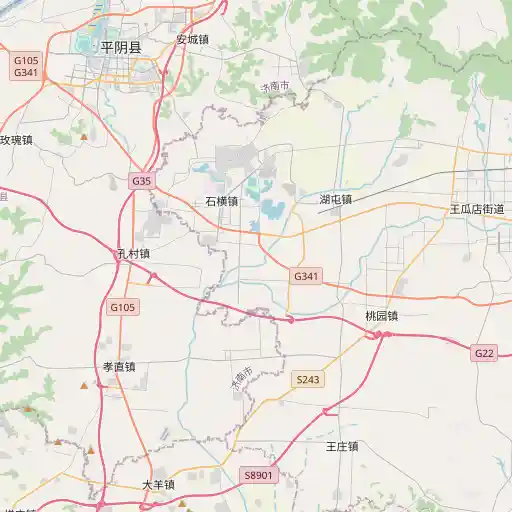 平阴县
安城镇
G105
G341
济南市
玫瑰镇
G35
石横镇
湖屯镇
王瓜店街道
县
孔村镇
G341
G105
桃园镇
G22
孝直镇
济南市
S243
王庄镇
S8901
大羊镇